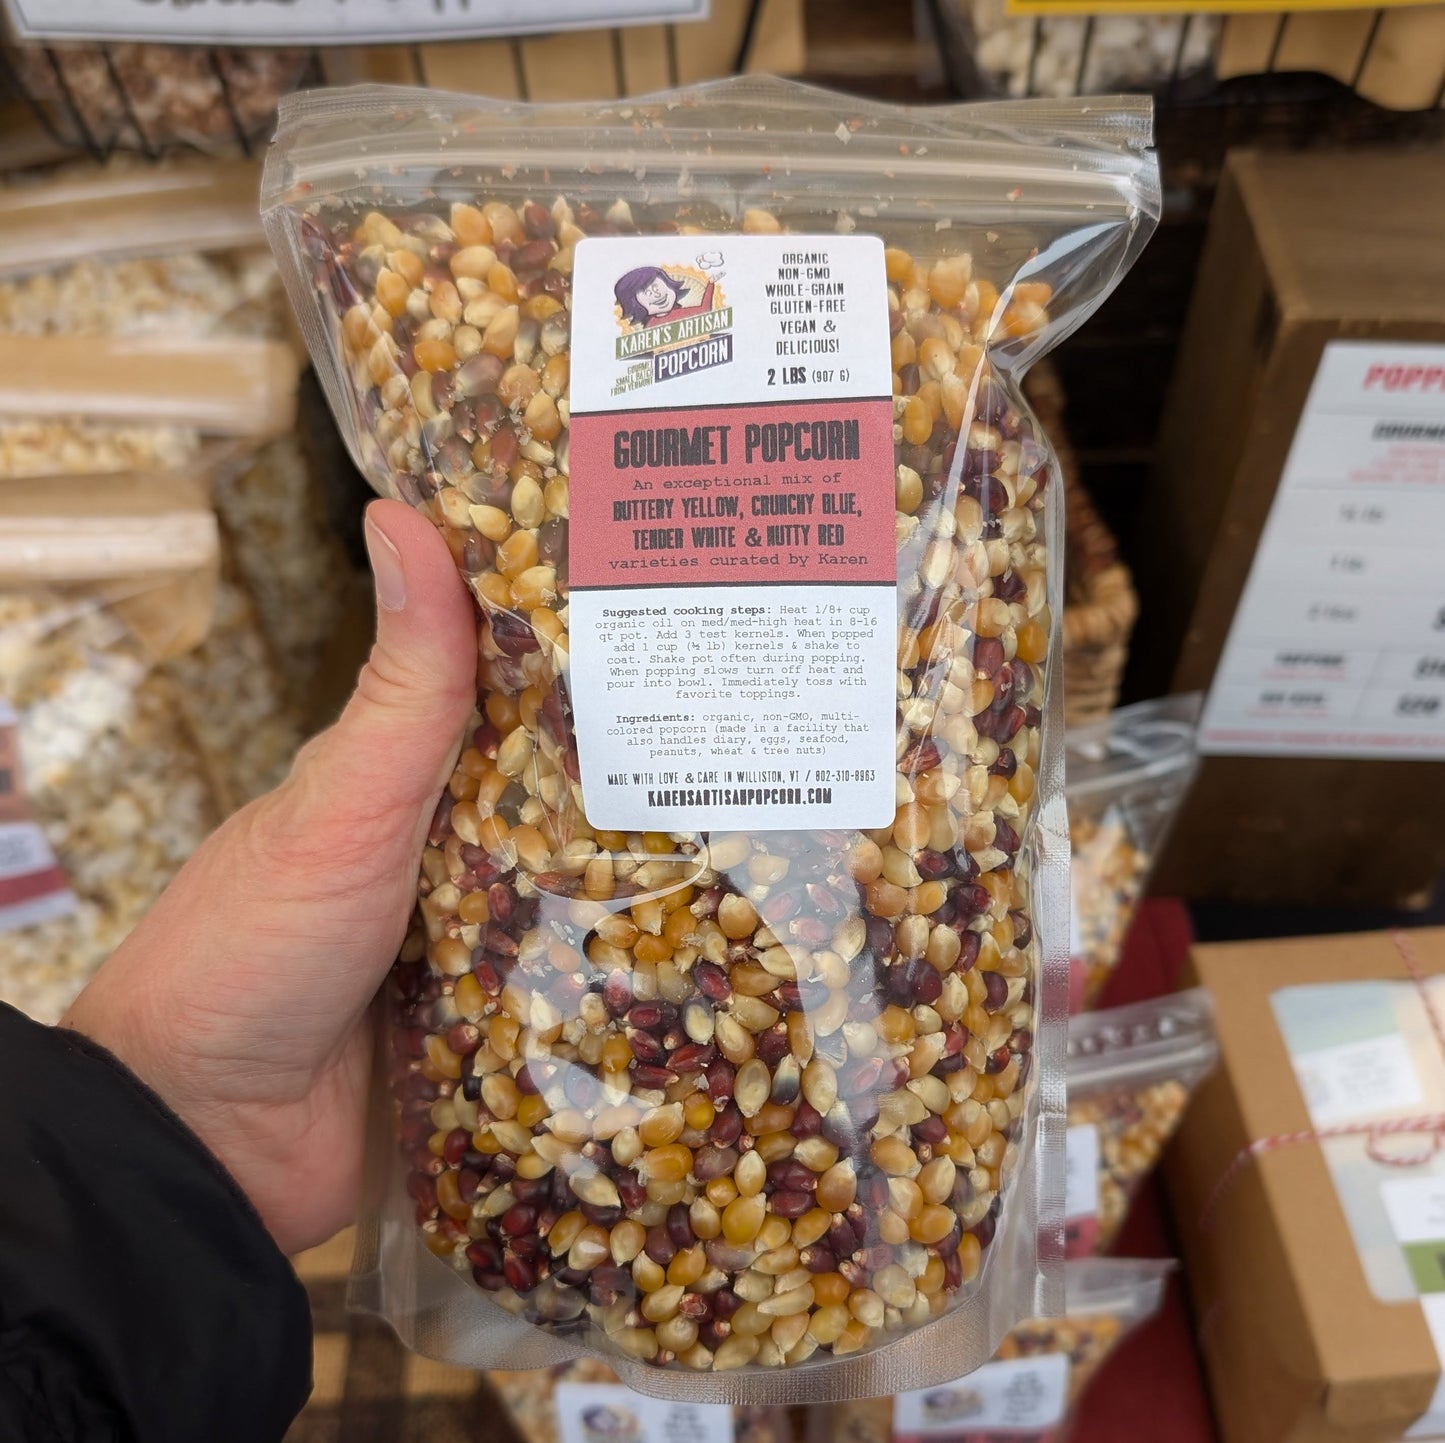 KAREN'S ARTISAN
POPCORN
GOURMET
SMALL BATCH
FROM VERMONT
ORGANIC
NON-GMO
WHOLE-GRAIN
GLUTEN-FREE
VEGAN &
DELICIOUS!
2 LBS (907 G)
GOURMET POPCORN
An exceptional mix of
BUTTERY YELLOW, CRUNCHY BLUE,
TENDER WHITE & NUTTY RED
varieties curated by Karen
Suggested cooking steps: Heat 1/8+ cup
organic oil on med/med-high heat in 8-16
qt pot. Add 3 test kernels. When popped
add 1 cup (½ lb) kernels & shake to
coat. Shake pot often during popping.
When popping slows turn off heat and
pour into bowl. Immediately toss with
favorite toppings.
Ingredients: organic, non-GMO, multi-
colored popcorn (made in a facility that
also handles diary, eggs, seafood,
peanuts, wheat & tree nuts)
MADE WITH LOVE & CARE IN WILLISTON, VT / 802-310-8963
KARENSARTISANPOPCORN.COM